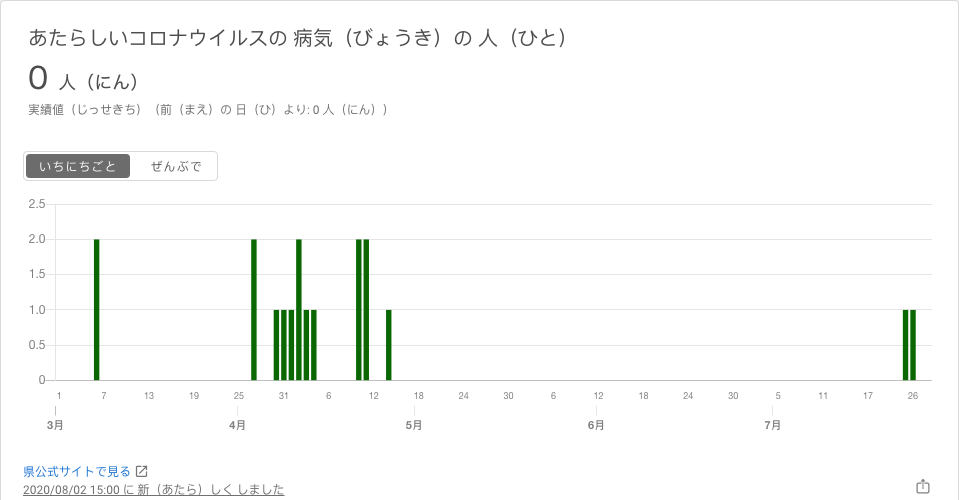 あたらしいコロナウイルスの 病気（びょうき）の 人（ひと）
0 人（にん）
実績値（じっせきち）（前（まえ）の 日（ひ）より: 0 人（にん））
いちにちごと ぜんぶで
2.5
2.0
1.5
1.0
0.5
0
1 7 13 19 25 31 6 12 18 24 30 6 12 18 24 30 5 11 17 26
3月 4月 5月 6月 7月
県公式サイトで見る
2020/08/02 15:00 に 新（あたら）しく しました